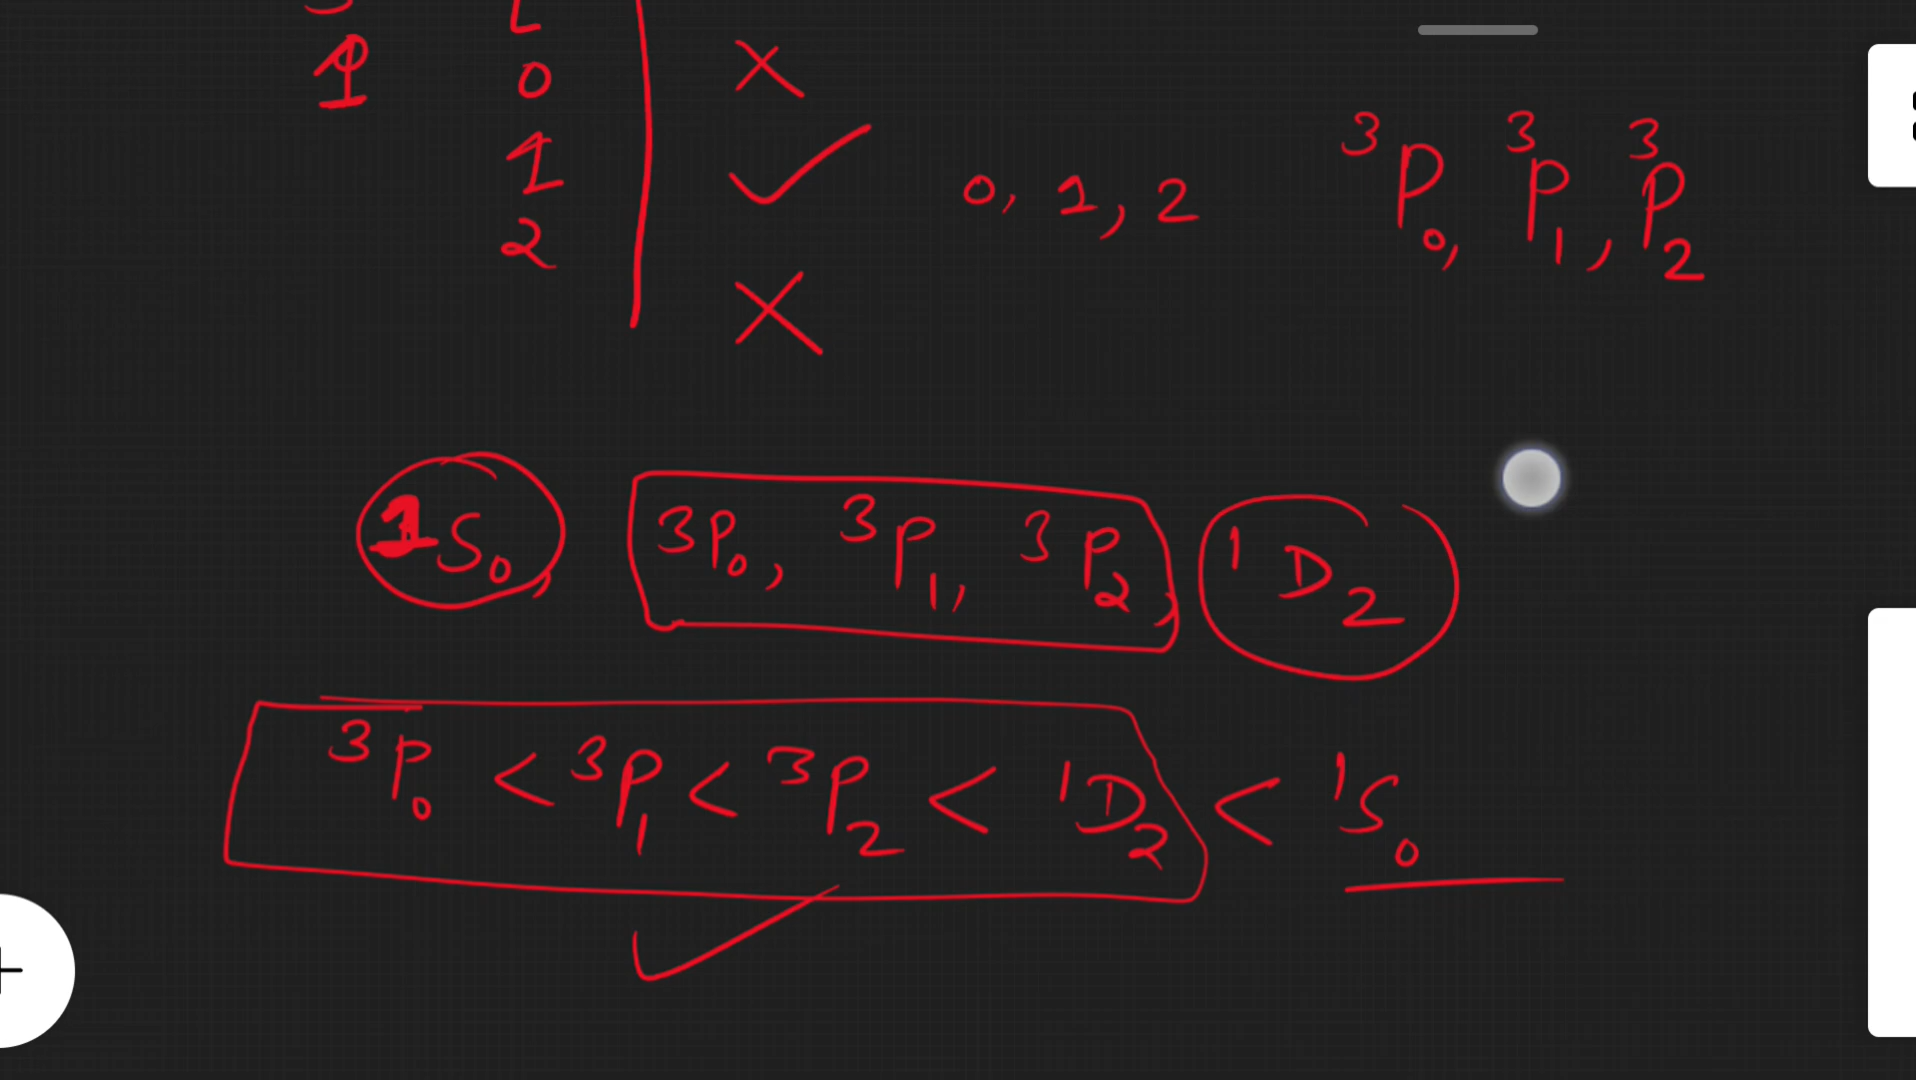 S L
1 0 ×
1 ✓ 0, 1, 2 ³P₀, ³P₁, ³P₂
2 ×
¹S₀, ³P₀, ³P₁, ³P₂, ¹D₂
³P₀ < ³P₁ < ³P₂ < ¹D₂ < ¹S₀
✓